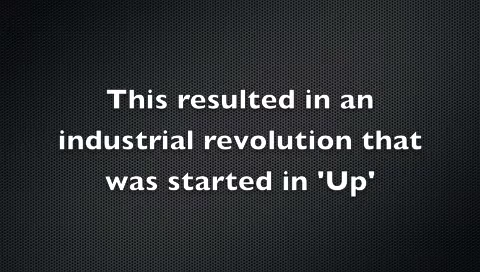 This resulted in an
industrial revolution that
was started in 'Up'